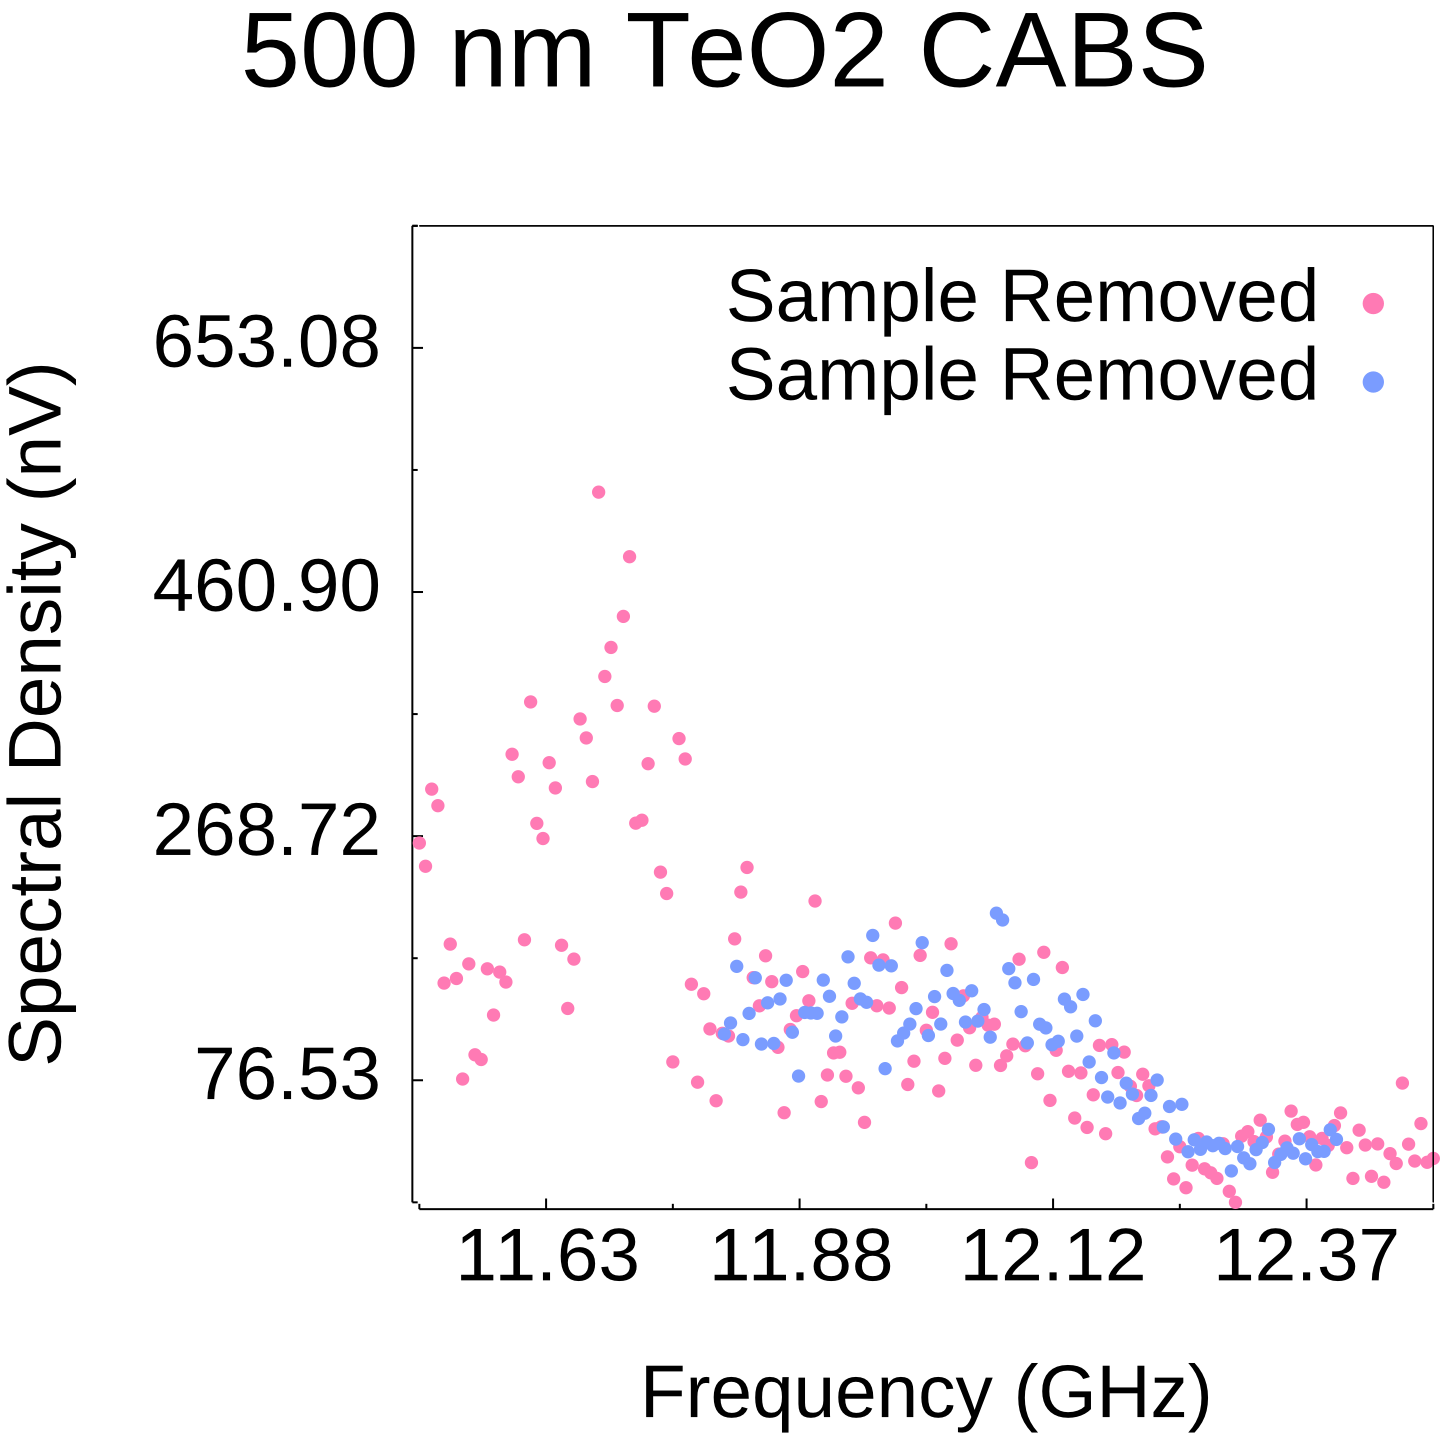 500 nm TeO2 CABS
Sample Removed
Sample Removed
653.08
460.90
268.72
76.53
Spectral Density (nV)
11.63
11.88
12.12
12.37
Frequency (GHz)